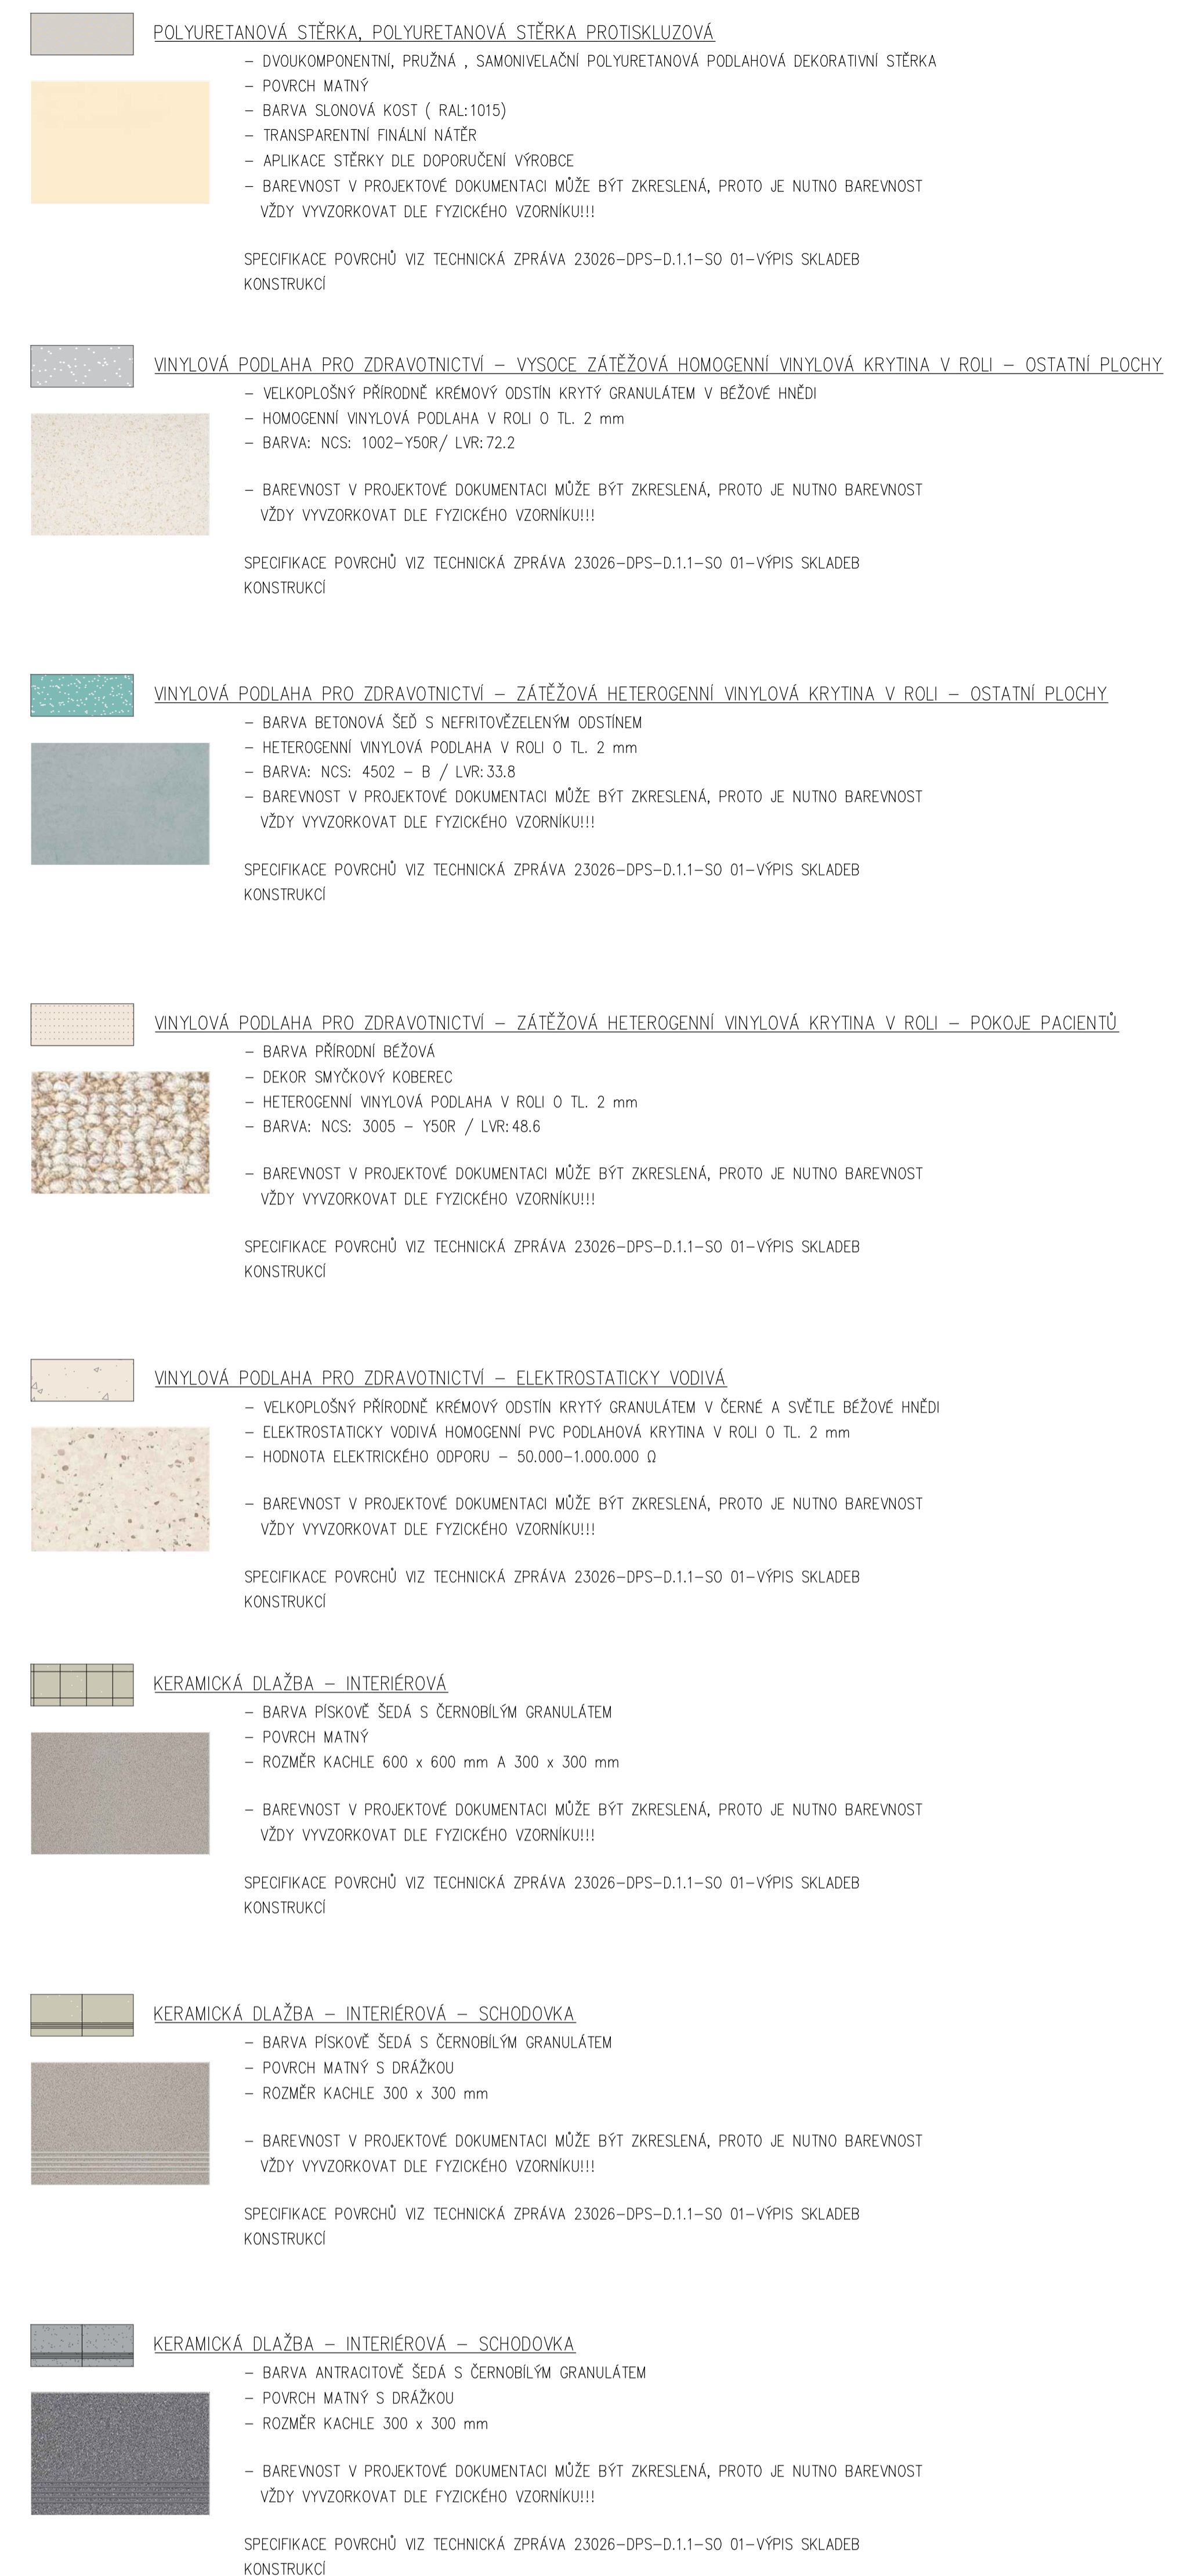 POLYURETANOVÁ STĚRKA, POLYURETANOVÁ STĚRKA PROTISKLUZOVÁ
– DVOUKOMPONENTNÍ, PRUŽNÁ , SAMONIVELAČNÍ POLYURETANOVÁ PODLAHOVÁ DEKORATIVNÍ STĚRKA
– POVRCH MATNÝ
– BARVA SLONOVÁ KOST ( RAL:1015)
– TRANSPARENTNÍ FINÁLNÍ NÁTĚR
– APLIKACE STĚRKY DLE DOPORUČENÍ VÝROBCE
– BAREVNOST V PROJEKTOVÉ DOKUMENTACI MŮŽE BÝT ZKRESLENÁ, PROTO JE NUTNO BAREVNOST
VŽDY VYVZORKOVAT DLE FYZICKÉHO VZORNÍKU!!!
SPECIFIKACE POVRCHŮ VIZ TECHNICKÁ ZPRÁVA 23026–DPS–D.1.1–SO 01–VÝPIS SKLADEB
KONSTRUKCÍ
VINYLOVÁ PODLAHA PRO ZDRAVOTNICTVÍ – VYSOCE ZÁTĚŽOVÁ HOMOGENNÍ VINYLOVÁ KRYTINA V ROLI – OSTATNÍ PLOCHY
– VELKOPLOŠNÝ PŘÍRODNĚ KRÉMOVÝ ODSTÍN KRYTÝ GRANULÁTEM V BÉŽOVÉ HNĚDI
– HOMOGENNÍ VINYLOVÁ PODLAHA V ROLI O TL. 2 mm
– BARVA: NCS: 1002–Y50R/ LVR:72.2
– BAREVNOST V PROJEKTOVÉ DOKUMENTACI MŮŽE BÝT ZKRESLENÁ, PROTO JE NUTNO BAREVNOST
VŽDY VYVZORKOVAT DLE FYZICKÉHO VZORNÍKU!!!
SPECIFIKACE POVRCHŮ VIZ TECHNICKÁ ZPRÁVA 23026–DPS–D.1.1–SO 01–VÝPIS SKLADEB
KONSTRUKCÍ
VINYLOVÁ PODLAHA PRO ZDRAVOTNICTVÍ – ZÁTĚŽOVÁ HETEROGENNÍ VINYLOVÁ KRYTINA V ROLI – OSTATNÍ PLOCHY
– BARVA BETONOVÁ ŠEĎ S NEFRITOVĚZELENÝM ODSTÍNEM
– HETEROGENNÍ VINYLOVÁ PODLAHA V ROLI O TL. 2 mm
– BARVA: NCS: 4502 – B / LVR:33.8
– BAREVNOST V PROJEKTOVÉ DOKUMENTACI MŮŽE BÝT ZKRESLENÁ, PROTO JE NUTNO BAREVNOST
VŽDY VYVZORKOVAT DLE FYZICKÉHO VZORNÍKU!!!
SPECIFIKACE POVRCHŮ VIZ TECHNICKÁ ZPRÁVA 23026–DPS–D.1.1–SO 01–VÝPIS SKLADEB
KONSTRUKCÍ
VINYLOVÁ PODLAHA PRO ZDRAVOTNICTVÍ – ZÁTĚŽOVÁ HETEROGENNÍ VINYLOVÁ KRYTINA V ROLI – POKOJE PACIENTŮ
– BARVA PŘÍRODNÍ BÉŽOVÁ
– DEKOR SMYČKOVÝ KOBEREC
– HETEROGENNÍ VINYLOVÁ PODLAHA V ROLI O TL. 2 mm
– BARVA: NCS: 3005 – Y50R / LVR:48.6
– BAREVNOST V PROJEKTOVÉ DOKUMENTACI MŮŽE BÝT ZKRESLENÁ, PROTO JE NUTNO BAREVNOST
VŽDY VYVZORKOVAT DLE FYZICKÉHO VZORNÍKU!!!
SPECIFIKACE POVRCHŮ VIZ TECHNICKÁ ZPRÁVA 23026–DPS–D.1.1–SO 01–VÝPIS SKLADEB
KONSTRUKCÍ
VINYLOVÁ PODLAHA PRO ZDRAVOTNICTVÍ – ELEKTROSTATICKY VODIVÁ
– VELKOPLOŠNÝ PŘÍRODNĚ KRÉMOVÝ ODSTÍN KRYTÝ GRANULÁTEM V ČERNÉ A SVĚTLE BÉŽOVÉ HNĚDI
– ELEKTROSTATICKY VODIVÁ HOMOGENNÍ PVC PODLAHOVÁ KRYTINA V ROLI O TL. 2 mm
– HODNOTA ELEKTRICKÉHO ODPORU – 50.000–1.000.000 Ω
– BAREVNOST V PROJEKTOVÉ DOKUMENTACI MŮŽE BÝT ZKRESLENÁ, PROTO JE NUTNO BAREVNOST
VŽDY VYVZORKOVAT DLE FYZICKÉHO VZORNÍKU!!!
SPECIFIKACE POVRCHŮ VIZ TECHNICKÁ ZPRÁVA 23026–DPS–D.1.1–SO 01–VÝPIS SKLADEB
KONSTRUKCÍ
KERAMICKÁ DLAŽBA – INTERIÉROVÁ
– BARVA PÍSKOVĚ ŠEDÁ S ČERNOBÍLÝM GRANULÁTEM
– POVRCH MATNÝ
– ROZMĚR KACHLE 600 x 600 mm A 300 x 300 mm
– BAREVNOST V PROJEKTOVÉ DOKUMENTACI MŮŽE BÝT ZKRESLENÁ, PROTO JE NUTNO BAREVNOST
VŽDY VYVZORKOVAT DLE FYZICKÉHO VZORNÍKU!!!
SPECIFIKACE POVRCHŮ VIZ TECHNICKÁ ZPRÁVA 23026–DPS–D.1.1–SO 01–VÝPIS SKLADEB
KONSTRUKCÍ
KERAMICKÁ DLAŽBA – INTERIÉROVÁ – SCHODOVKA
– BARVA PÍSKOVĚ ŠEDÁ S ČERNOBÍLÝM GRANULÁTEM
– POVRCH MATNÝ S DRÁŽKOU
– ROZMĚR KACHLE 300 x 300 mm
– BAREVNOST V PROJEKTOVÉ DOKUMENTACI MŮŽE BÝT ZKRESLENÁ, PROTO JE NUTNO BAREVNOST
VŽDY VYVZORKOVAT DLE FYZICKÉHO VZORNÍKU!!!
SPECIFIKACE POVRCHŮ VIZ TECHNICKÁ ZPRÁVA 23026–DPS–D.1.1–SO 01–VÝPIS SKLADEB
KONSTRUKCÍ
KERAMICKÁ DLAŽBA – INTERIÉROVÁ – SCHODOVKA
– BARVA ANTRACITOVĚ ŠEDÁ S ČERNOBÍLÝM GRANULÁTEM
– POVRCH MATNÝ S DRÁŽKOU
– ROZMĚR KACHLE 300 x 300 mm
– BAREVNOST V PROJEKTOVÉ DOKUMENTACI MŮŽE BÝT ZKRESLENÁ, PROTO JE NUTNO BAREVNOST
VŽDY VYVZORKOVAT DLE FYZICKÉHO VZORNÍKU!!!
SPECIFIKACE POVRCHŮ VIZ TECHNICKÁ ZPRÁVA 23026–DPS–D.1.1–SO 01–VÝPIS SKLADEB
KONSTRUKCÍ